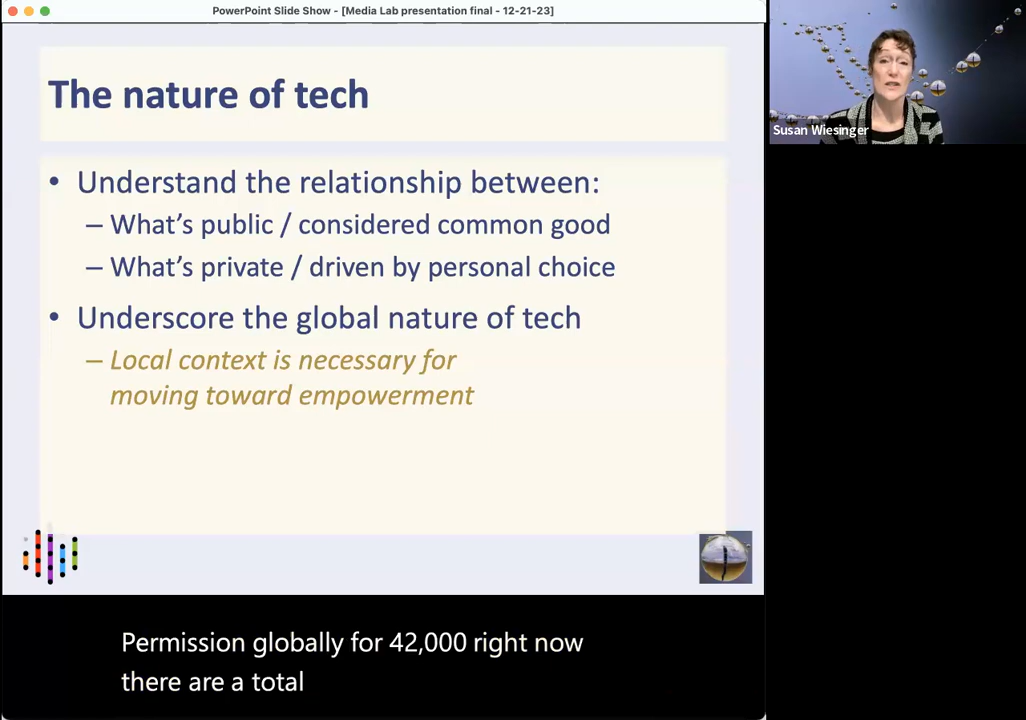 PowerPoint Slide Show - [Media Lab presentation final - 12-21-23]
The nature of tech
• Understand the relationship between:
– What's public / considered common good
– What's private / driven by personal choice
• Underscore the global nature of tech
– Local context is necessary for
moving toward empowerment
Susan Wiesinger
Permission globally for 42,000 right now
there are a total